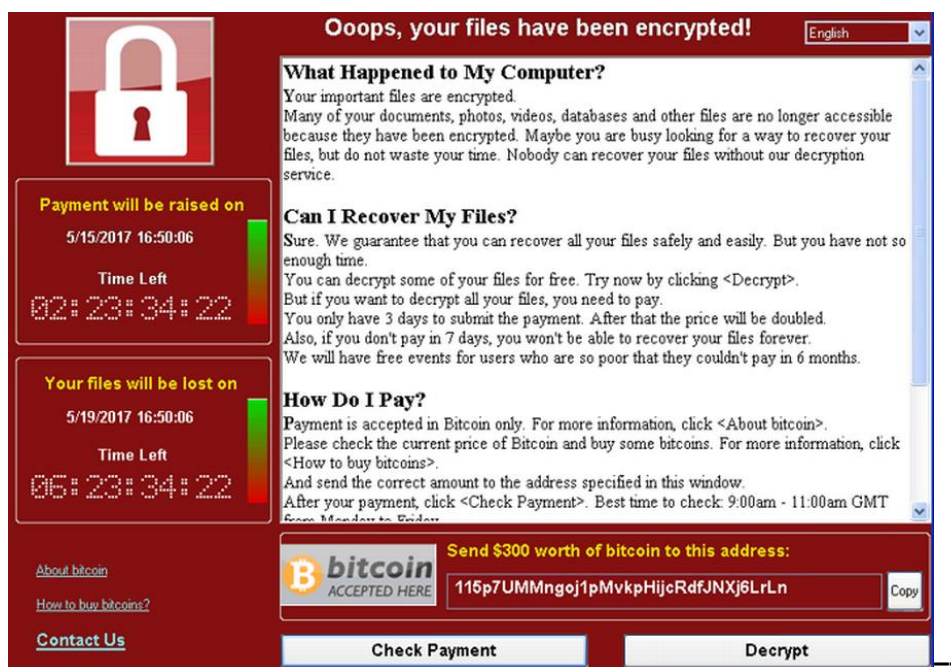 Ooops, your files have been encrypted!
English
Payment will be raised on
5/15/2017 16:50:06
Time Left
02:23:34:22
Your files will be lost on
5/19/2017 16:50:06
Time Left
06:23:34:22
About bitcoin
How to buy bitcoins?
Contact Us
What Happened to My Computer?
Your important files are encrypted.
Many of your documents, photos, videos, databases and other files are no longer accessible
because they have been encrypted. Maybe you are busy looking for a way to recover your
files, but do not waste your time. Nobody can recover your files without our decryption
service.
Can I Recover My Files?
Sure. We guarantee that you can recover all your files safely and easily. But you have not so
enough time.
You can decrypt some of your files for free. Try now by clicking <Decrypt>.
But if you want to decrypt all your files, you need to pay.
You only have 3 days to submit the payment. After that the price will be doubled.
Also, if you don't pay in 7 days, you won't be able to recover your files forever.
We will have free events for users who are so poor that they couldn't pay in 6 months.
How Do I Pay?
Payment is accepted in Bitcoin only. For more information, click <About bitcoin>.
Please check the current price of Bitcoin and buy some bitcoins. For more information, click
<How to buy bitcoins>.
And send the correct amount to the address specified in this window.
After your payment, click <Check Payment>. Best time to check: 9:00am - 11:00am GMT
from Monday to Friday
bitcoin
ACCEPTED HERE
Send $300 worth of bitcoin to this address:
115p7UMMngoj1pMvkpHijcRdfJNXj6LrLn
Copy
Check Payment
Decrypt